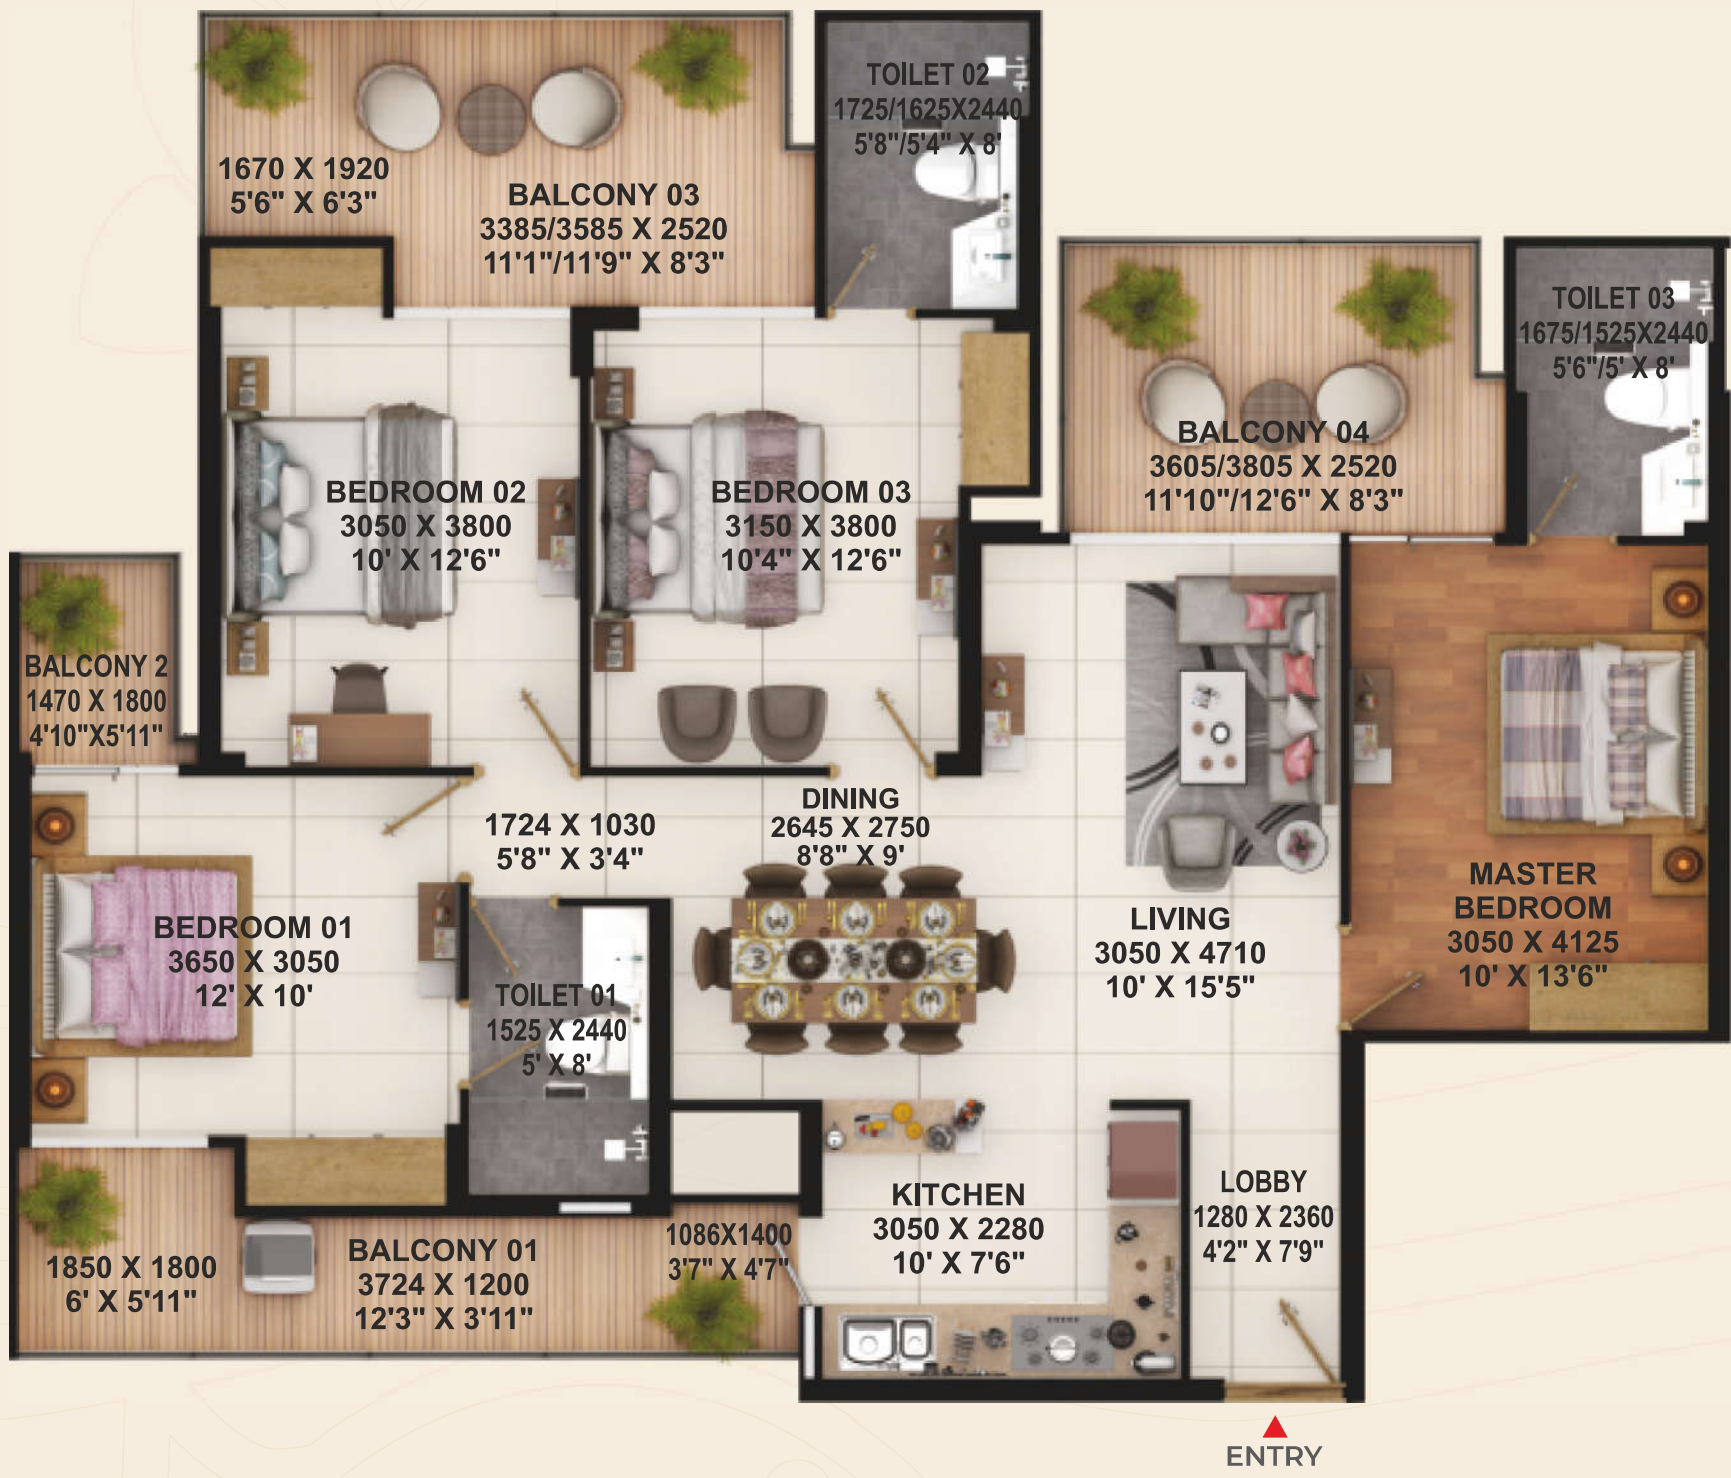 TOILET 02
1725/1625X2440
5'8"/5'4" X 8'
1670 X 1920
5'6" X 6'3"
BALCONY 03
3385/3585 X 2520
11'1"/11'9" X 8'3"
TOILET 03
1675/1525X2440
5'6"/5' X 8'
BALCONY 04
3605/3805 X 2520
11'10"/12'6" X 8'3"
BEDROOM 02
3050 X 3800
10' X 12'6"
BEDROOM 03
3150 X 3800
10'4" X 12'6"
BALCONY 2
1470 X 1800
4'10"X5'11"
1724 X 1030
5'8" X 3'4"
DINING
2645 X 2750
8'8" X 9'
MASTER
BEDROOM
3050 X 4125
10' X 13'6"
LIVING
3050 X 4710
10' X 15'5"
BEDROOM 01
3650 X 3050
12' X 10'
TOILET 01
1525 X 2440
5' X 8'
KITCHEN
3050 X 2280
10' X 7'6"
LOBBY
1280 X 2360
4'2" X 7'9"
1086X1400
3'7" X 4'7"
BALCONY 01
3724 X 1200
12'3" X 3'11"
1850 X 1800
6' X 5'11"
ENTRY